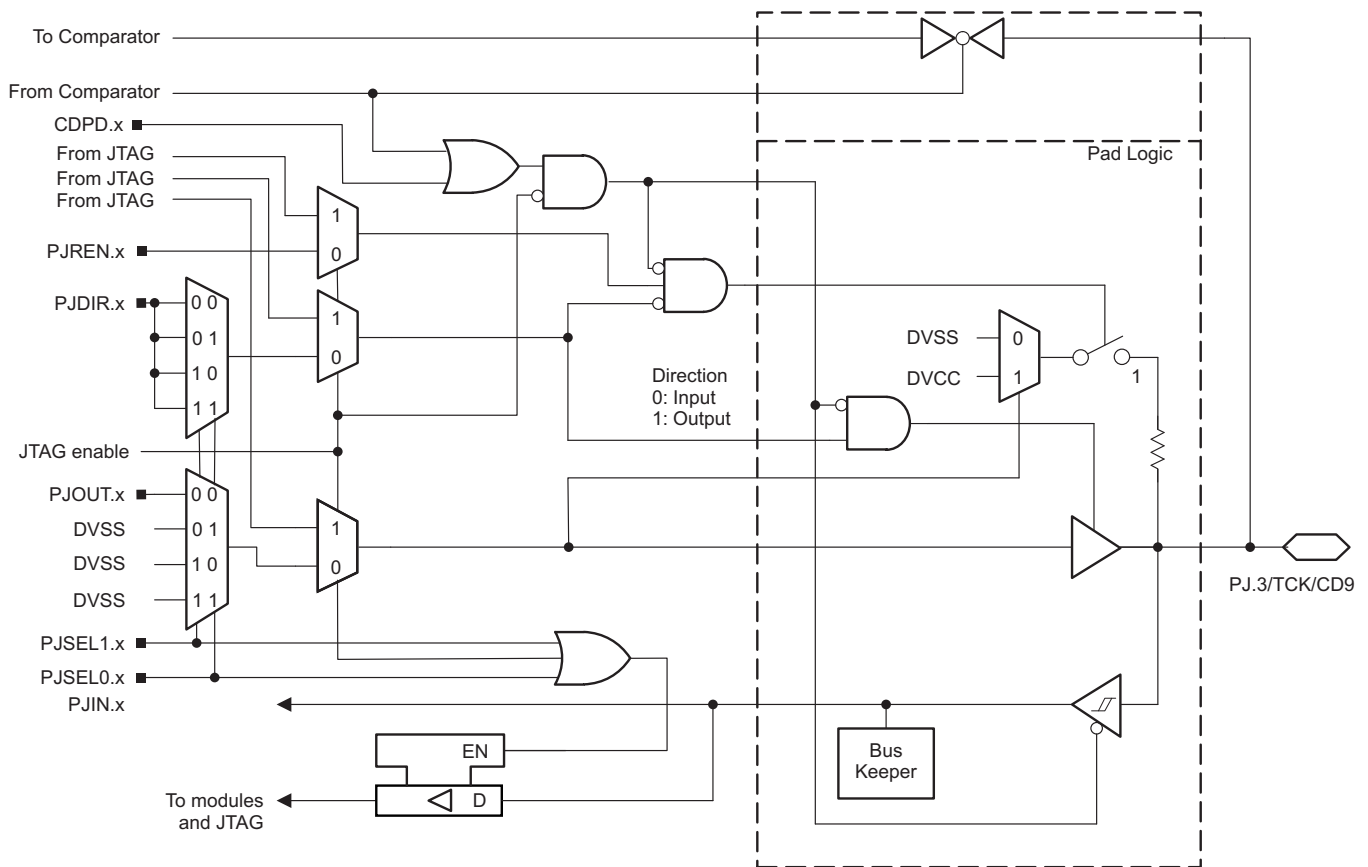 To Comparator
From Comparator
CDPD.x
From JTAG
From JTAG
From JTAG
Pad Logic
1
0
PJREN.x
PJDIR.x
0 0
0 1
1 0
1 1
1
0
DVSS
0
DVCC
1
1
Direction
0: Input
1: Output
JTAG enable
PJOUT.x
0 0
DVSS
0 1
DVSS
1 0
DVSS
1 1
1
0
PJ.3/TCK/CD9
PJSEL1.x
PJSEL0.x
PJIN.x
EN
D
Bus
Keeper
To modules
and JTAG